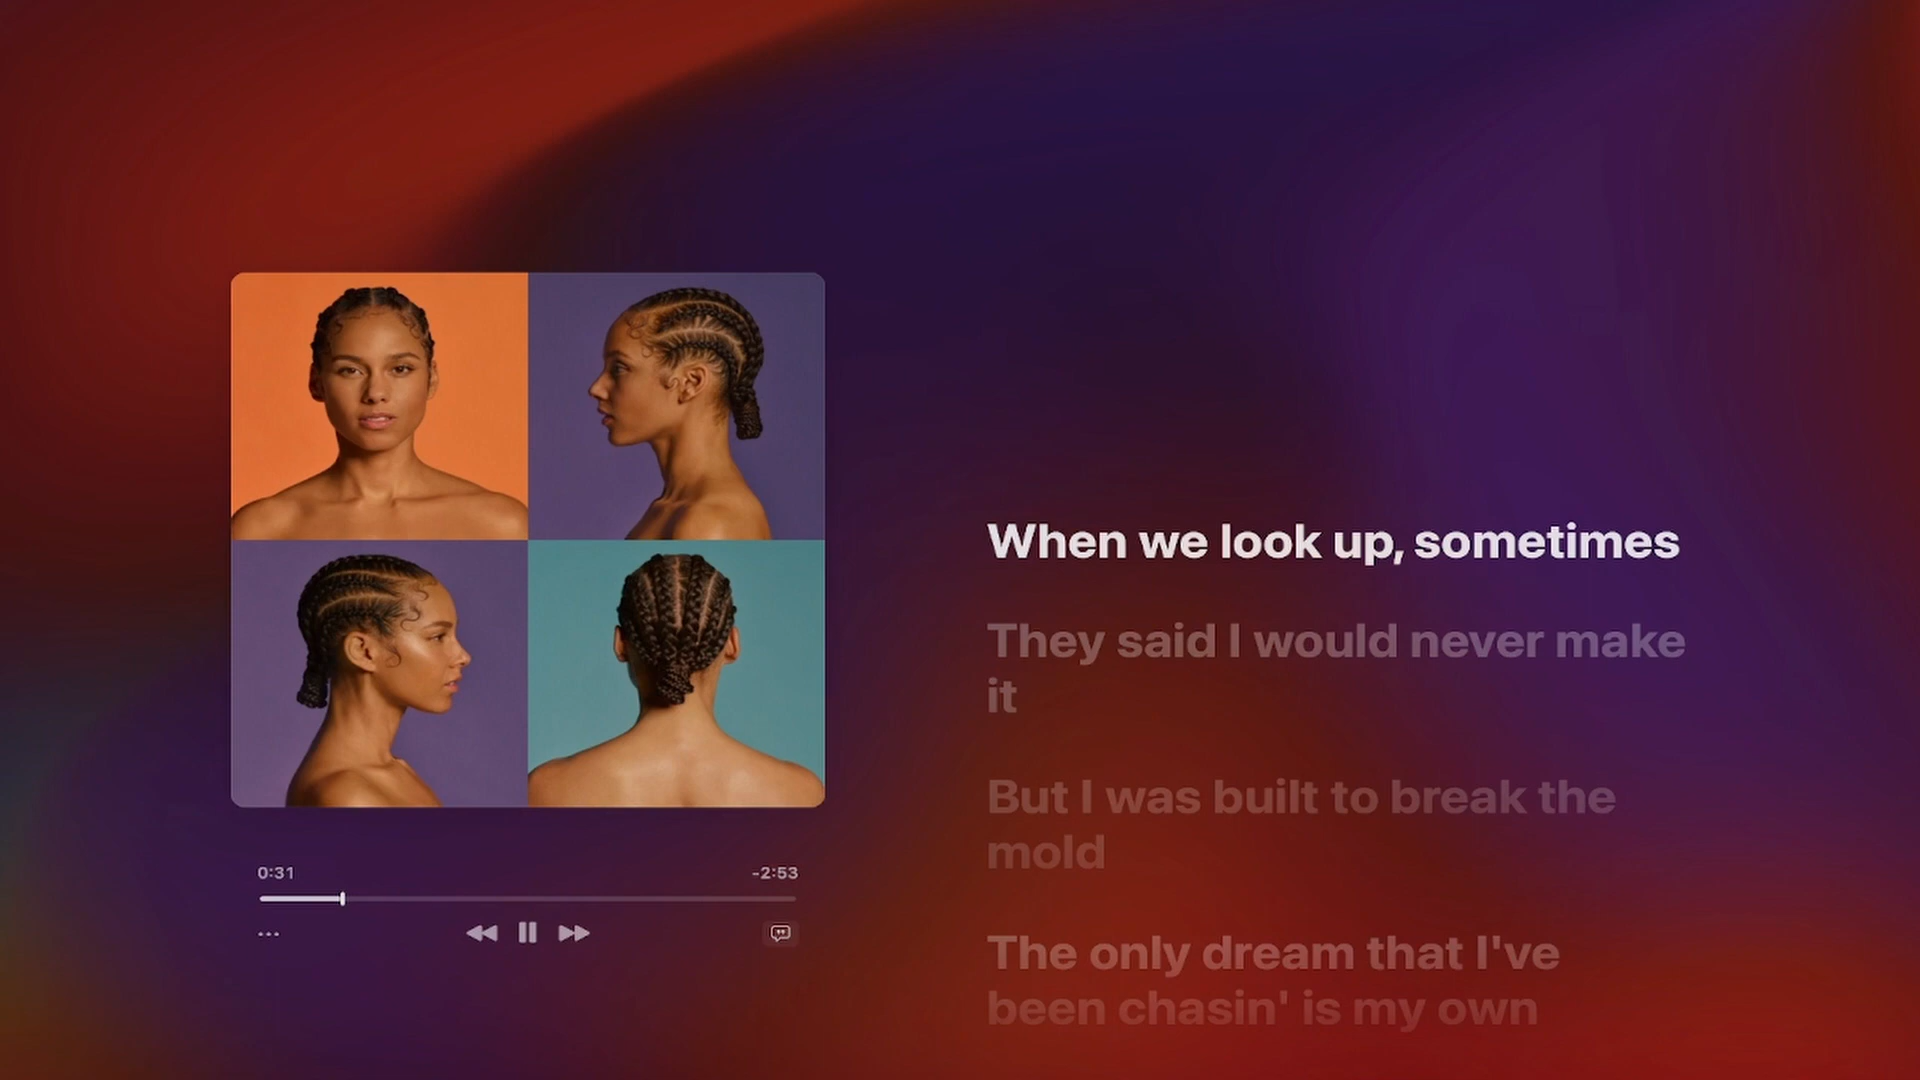 When we look up, sometimes
They said I would never make
it
But I was built to break the
mold
The only dream that I've
been chasin' is my own
0:31
-2:53